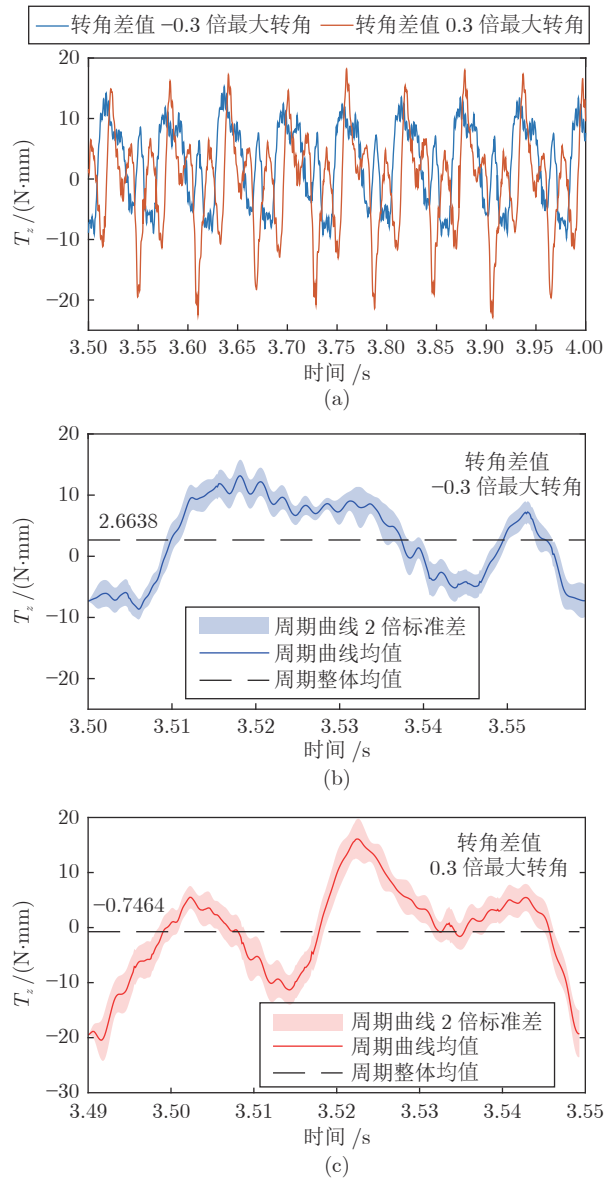 转角差值 −0.3 倍最大转角 转角差值 0.3 倍最大转角
20
10
0
−10
−20
T_z /(N·mm)
3.50 3.55 3.60 3.65 3.70 3.75 3.80 3.85 3.90 3.95 4.00
时间 /s
(a)
20
10
0
−10
−20
T_z /(N·mm)
转角差值
−0.3 倍最大转角
2.6638
周期曲线 2 倍标准差
周期曲线均值
周期整体均值
3.50 3.51 3.52 3.53 3.54 3.55
时间 /s
(b)
20
10
0
−10
−20
−30
T_z /(N·mm)
转角差值
0.3 倍最大转角
−0.7464
周期曲线 2 倍标准差
周期曲线均值
周期整体均值
3.49 3.50 3.51 3.52 3.53 3.54 3.55
时间 /s
(c)